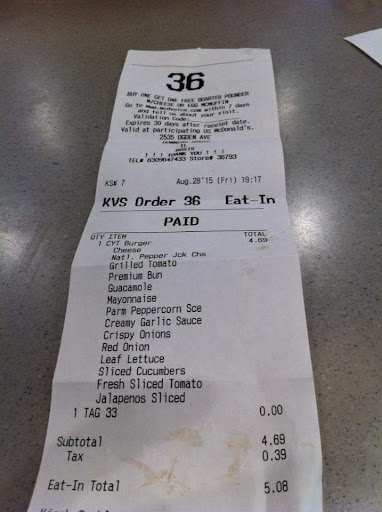 36
BUY ONE GET ONE FREE QUARTER POUNDER
W/CHEESE OR EGG MCMUFFIN
Go to www.mcdvoice.com within 7 days
and tell us about your visit.
Validation Code:
Expires 30 days after receipt date.
Valid at participating US McDonald's.
2535 OGDEN AVE
! ! ! THANK YOU ! ! !
TEL# 6309647433 Store# 36793
KS# 7 Aug.28'15 (Fri) 19:17
KVS Order 36 Eat-In
PAID
QTY ITEM TOTAL
1 CYT Burger 4.69
Cheese
Natl. Pepper Jck Chs
Grilled Tomato
Premium Bun
Guacamole
Mayonnaise
Parm Peppercorn Sce
Creamy Garlic Sauce
Crispy Onions
Red Onion
Leaf Lettuce
Sliced Cucumbers
Fresh Sliced Tomato
Jalapenos Sliced
1 TAG 33 0.00
Subtotal 4.69
Tax 0.39
Eat-In Total 5.08